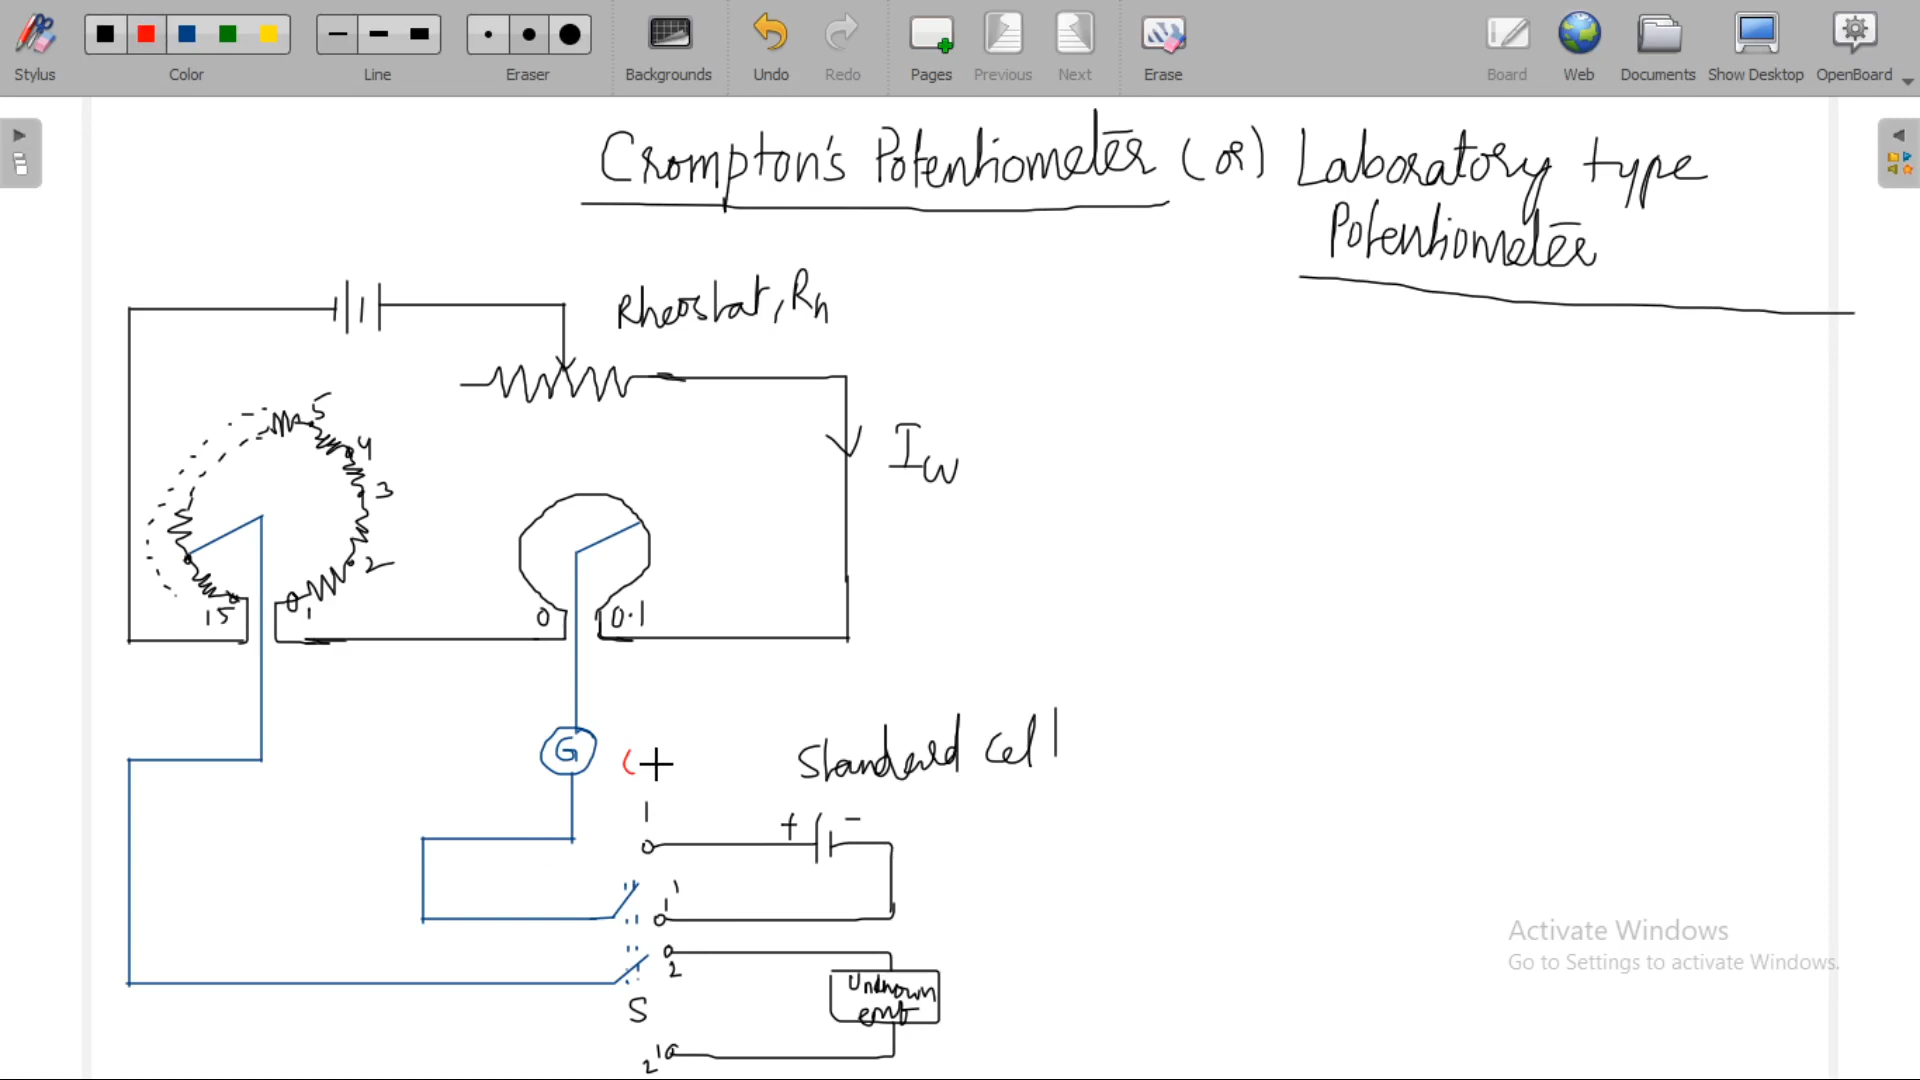 Stylus
Color
Line
Eraser
Backgrounds
Undo
Redo
Pages
Previous
Next
Erase
Board
Web
Documents
Show Desktop
OpenBoard
Crompton's Potentiometer (or) Laboratory type
Potentiometer
Rheostat, Rh
5
4
3
2
1
0
15
Iw
0
0.1
G
(
Standard cell
1
+ -
1'
2
Unknown
emf
S
2'
Activate Windows
Go to Settings to activate Windows.